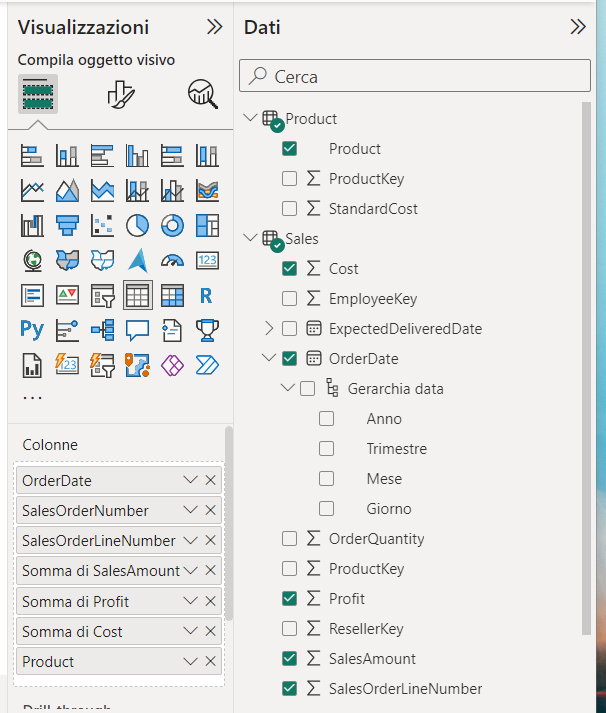 Visualizzazioni
Compila oggetto visivo
123
R
Py
123
...
Colonne
OrderDate
SalesOrderNumber
SalesOrderLineNumber
Somma di SalesAmount
Somma di Profit
Somma di Cost
Product
Drill-through
Dati
Cerca
Product
Product
ProductKey
StandardCost
Sales
Cost
EmployeeKey
ExpectedDeliveredDate
OrderDate
Gerarchia data
Anno
Trimestre
Mese
Giorno
OrderQuantity
ProductKey
Profit
ResellerKey
SalesAmount
SalesOrderLineNumber